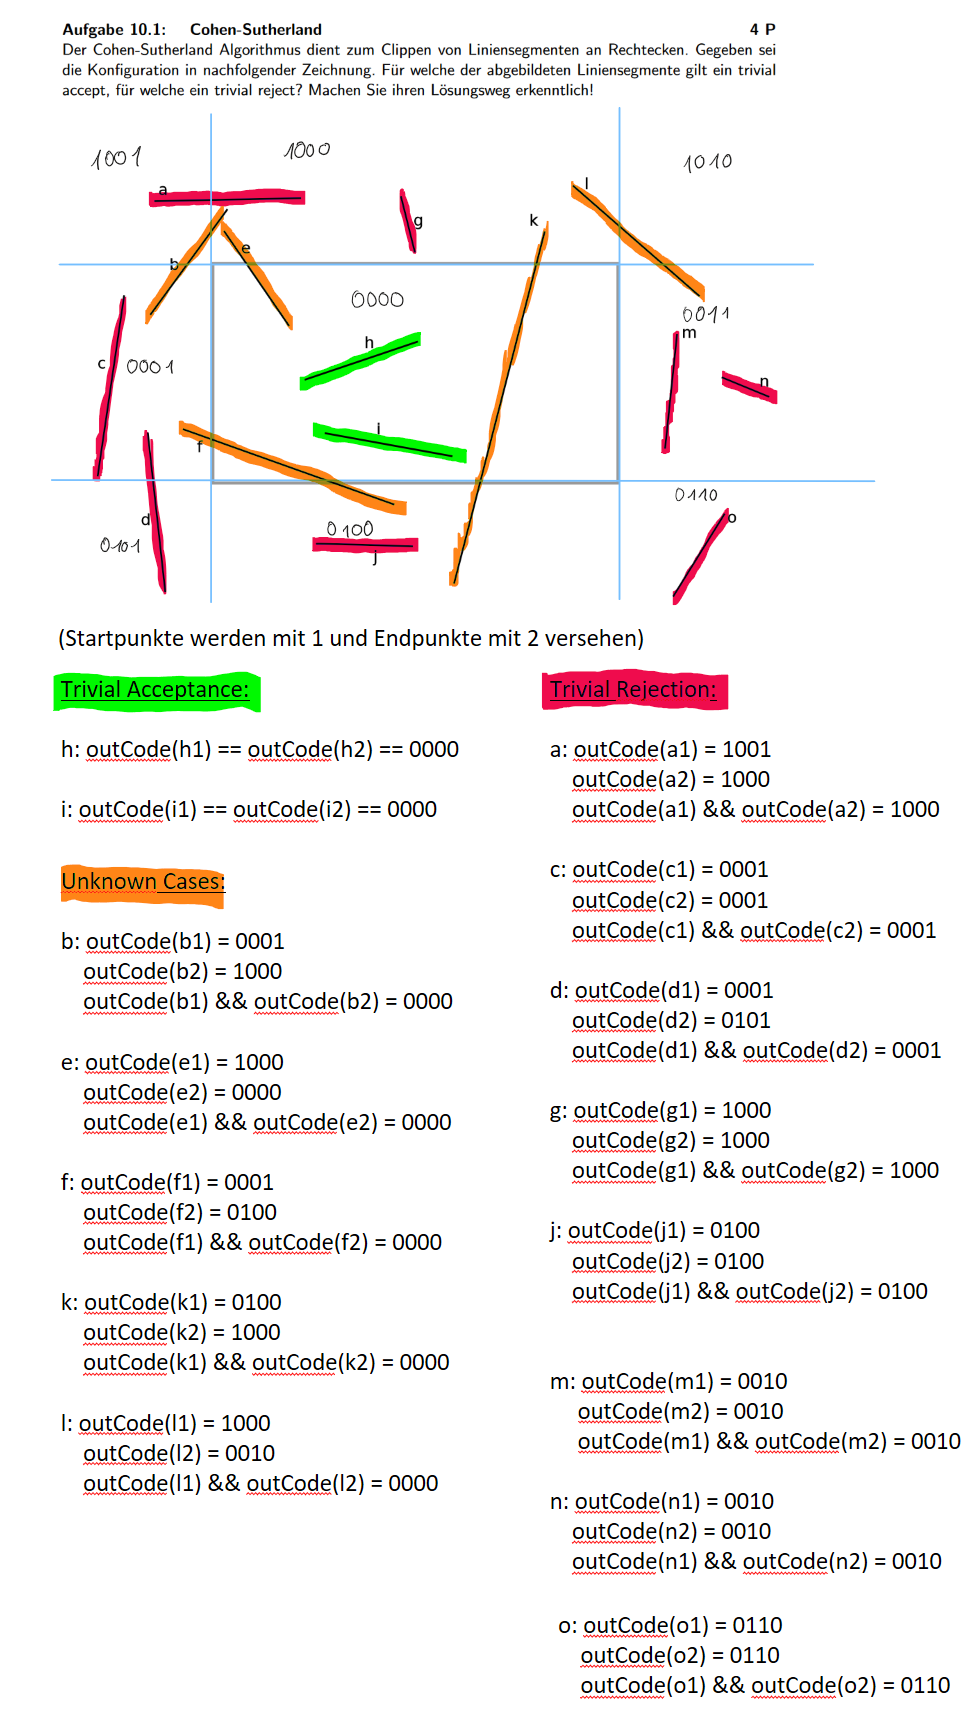 Aufgabe 10.1: Cohen-Sutherland 4 P
Der Cohen-Sutherland Algorithmus dient zum Clippen von Liniensegmenten an Rechtecken. Gegeben sei
die Konfiguration in nachfolgender Zeichnung. Für welche der abgebildeten Liniensegmente gilt ein trivial
accept, für welche ein trivial reject? Machen Sie ihren Lösungsweg erkenntlich!
1001 1000 1010
a
l
g
k
e
b
0000
0011
m
h
c 0001
n
i
f
0110
d
o
0101
0100
j
(Startpunkte werden mit 1 und Endpunkte mit 2 versehen)
Trivial Acceptance:
h: outCode(h1) == outCode(h2) == 0000
i: outCode(i1) == outCode(i2) == 0000
Unknown Cases:
b: outCode(b1) = 0001
outCode(b2) = 1000
outCode(b1) && outCode(b2) = 0000
e: outCode(e1) = 1000
outCode(e2) = 0000
outCode(e1) && outCode(e2) = 0000
f: outCode(f1) = 0001
outCode(f2) = 0100
outCode(f1) && outCode(f2) = 0000
k: outCode(k1) = 0100
outCode(k2) = 1000
outCode(k1) && outCode(k2) = 0000
l: outCode(l1) = 1000
outCode(l2) = 0010
outCode(l1) && outCode(l2) = 0000
Trivial Rejection:
a: outCode(a1) = 1001
outCode(a2) = 1000
outCode(a1) && outCode(a2) = 1000
c: outCode(c1) = 0001
outCode(c2) = 0001
outCode(c1) && outCode(c2) = 0001
d: outCode(d1) = 0001
outCode(d2) = 0101
outCode(d1) && outCode(d2) = 0001
g: outCode(g1) = 1000
outCode(g2) = 1000
outCode(g1) && outCode(g2) = 1000
j: outCode(j1) = 0100
outCode(j2) = 0100
outCode(j1) && outCode(j2) = 0100
m: outCode(m1) = 0010
outCode(m2) = 0010
outCode(m1) && outCode(m2) = 0010
n: outCode(n1) = 0010
outCode(n2) = 0010
outCode(n1) && outCode(n2) = 0010
o: outCode(o1) = 0110
outCode(o2) = 0110
outCode(o1) && outCode(o2) = 0110